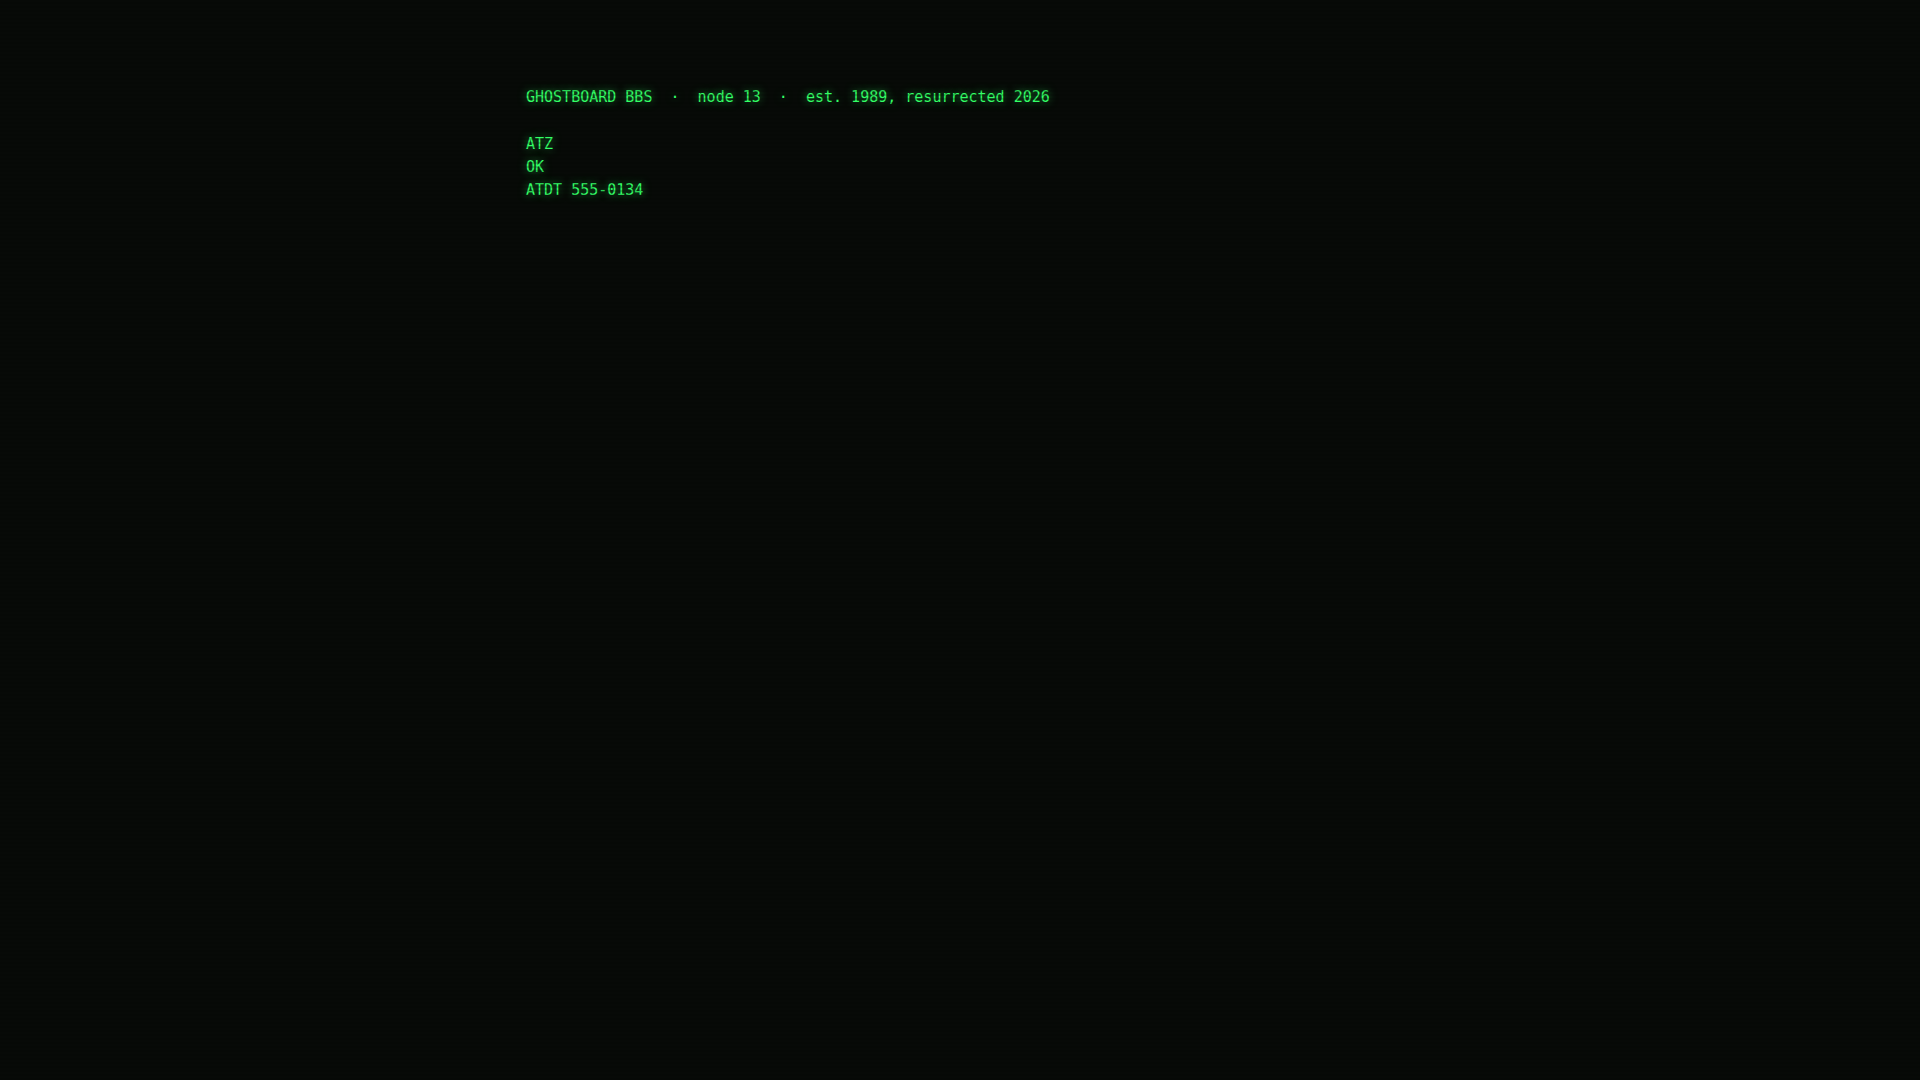 GHOSTBOARD BBS · node 13 · est. 1989, resurrected 2026
ATZ
OK
ATDT 555-0134